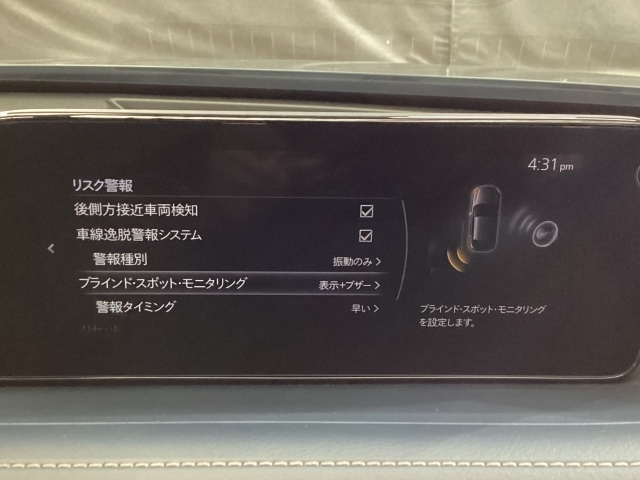 4:31 pm
リスク警報
後側方接近車両検知
車線逸脱警報システム
警報種別 振動のみ
ブラインド・スポット・モニタリング 表示+ブザー
警報タイミング 早い
ブラインド・スポット・モニタリング
を設定します。